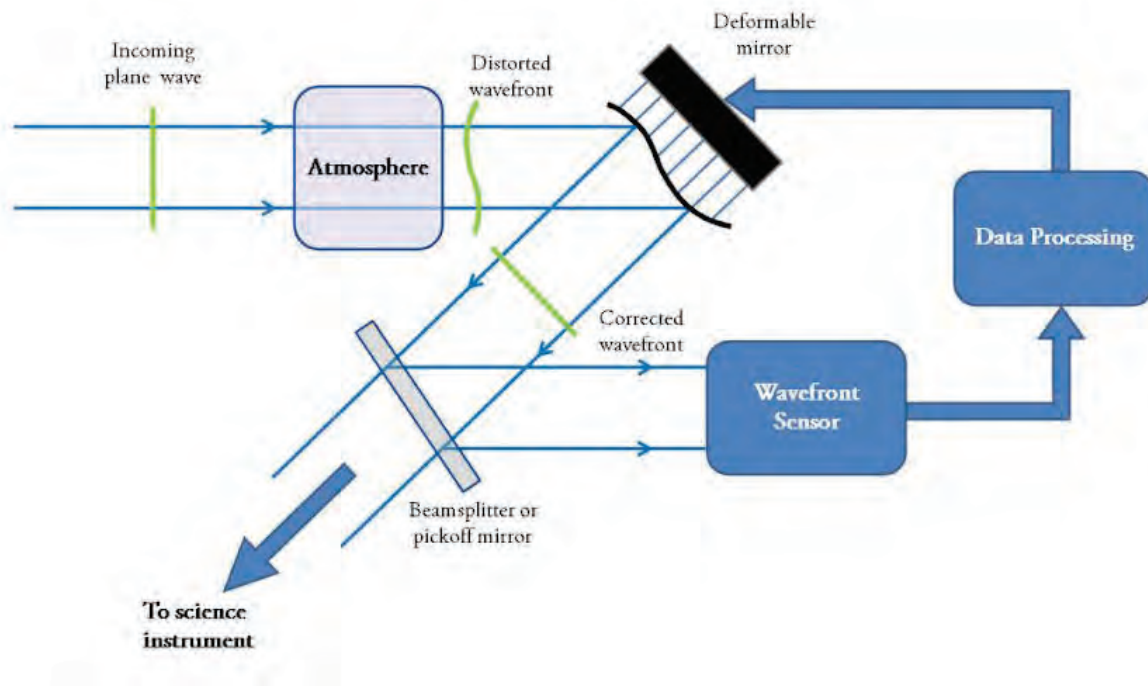 Incoming
plane wave
Distorted
wavefront
Deformable
mirror
Atmosphere
Data Processing
Corrected
wavefront
Wavefront
Sensor
Beamsplitter or
pickoff mirror
To science
instrument